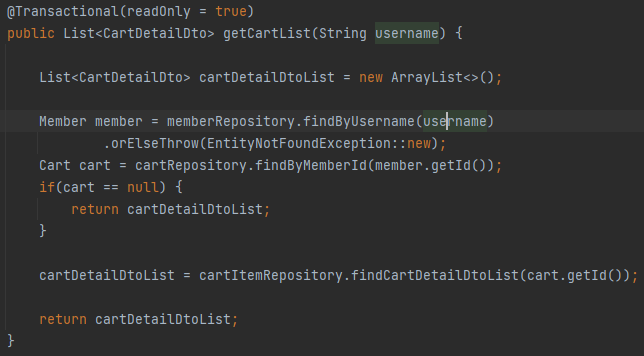 @Transactional(readOnly = true)
public List<CartDetailDto> getCartList(String username) {
List<CartDetailDto> cartDetailDtoList = new ArrayList<>();
Member member = memberRepository.findByUsername(username)
.orElseThrow(EntityNotFoundException::new);
Cart cart = cartRepository.findByMemberId(member.getId());
if(cart == null) {
return cartDetailDtoList;
}
cartDetailDtoList = cartItemRepository.findCartDetailDtoList(cart.getId());
return cartDetailDtoList;
}